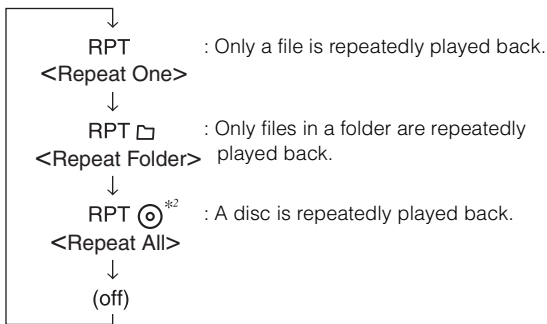 RPT : Only a file is repeatedly played back.
<Repeat One>
RPT : Only files in a folder are repeatedly
<Repeat Folder> played back.
RPT *2 : A disc is repeatedly played back.
<Repeat All>
(off)